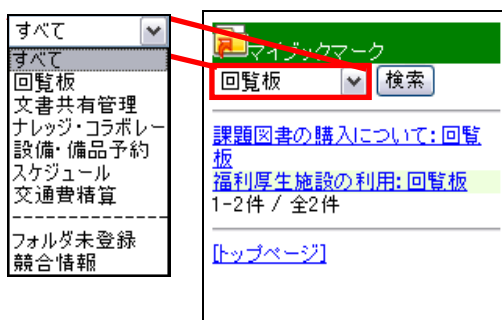 すべて
すべて
回覧板
文書共有管理
ナレッジ・コラボレー
設備・備品予約
スケジュール
交通費精算
--------------
フォルダ未登録
競合情報
マイブックマーク
回覧板 検索
課題図書の購入について: 回覧
板
福利厚生施設の利用: 回覧板
1-2件 / 全2件
[トップページ]